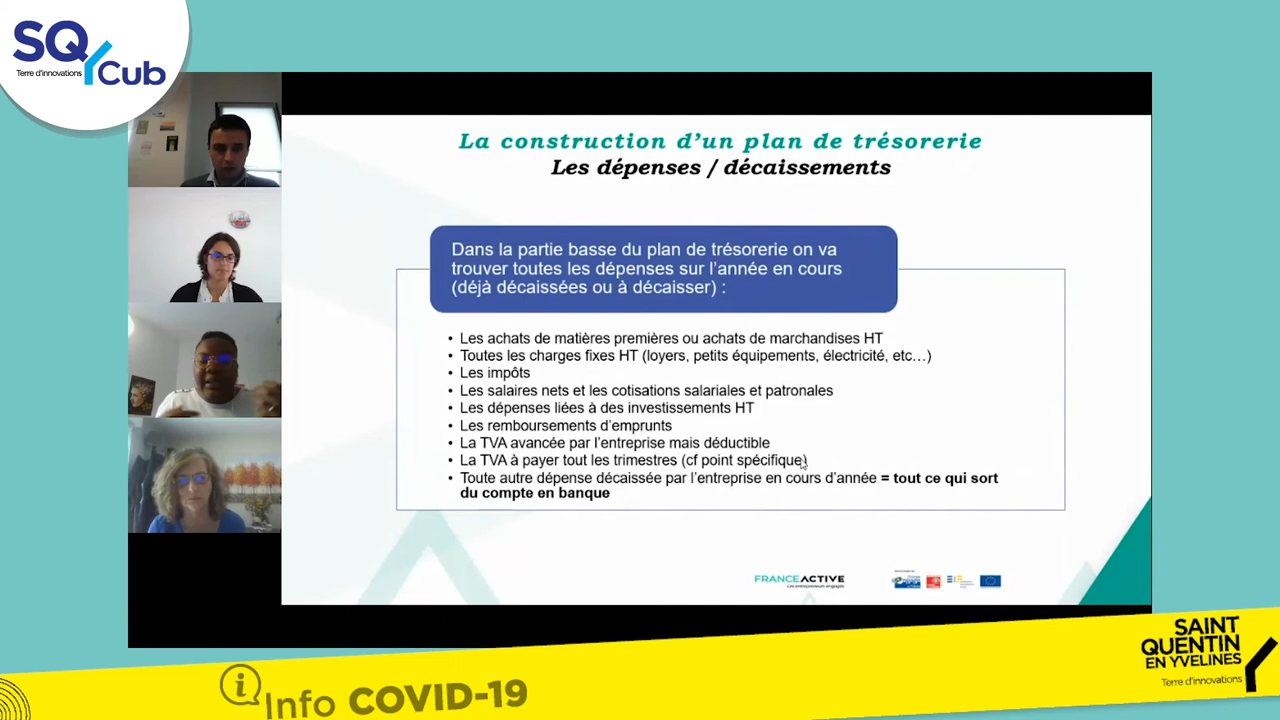 SQY
Cub
Terre d'innovations
La construction d'un plan de trésorerie
Les dépenses / décaissements
Dans la partie basse du plan de trésorerie on va
trouver toutes les dépenses sur l'année en cours
(déjà décaissées ou à décaisser) :
• Les achats de matières premières ou achats de marchandises HT
• Toutes les charges fixes HT (loyers, petits équipements, électricité, etc…)
• Les impôts
• Les salaires nets et les cotisations salariales et patronales
• Les dépenses liées à des investissements HT
• Les remboursements d'emprunts
• La TVA avancée par l'entreprise mais déductible
• La TVA à payer tout les trimestres (cf point spécifique)
• Toute autre dépense décaissée par l'entreprise en cours d'année = tout ce qui sort
du compte en banque
FRANCE ACTIVE
Les entrepreneurs engagés
SAINT
QUENTIN
EN YVELINES
Terre d'innovations
i Info COVID-19